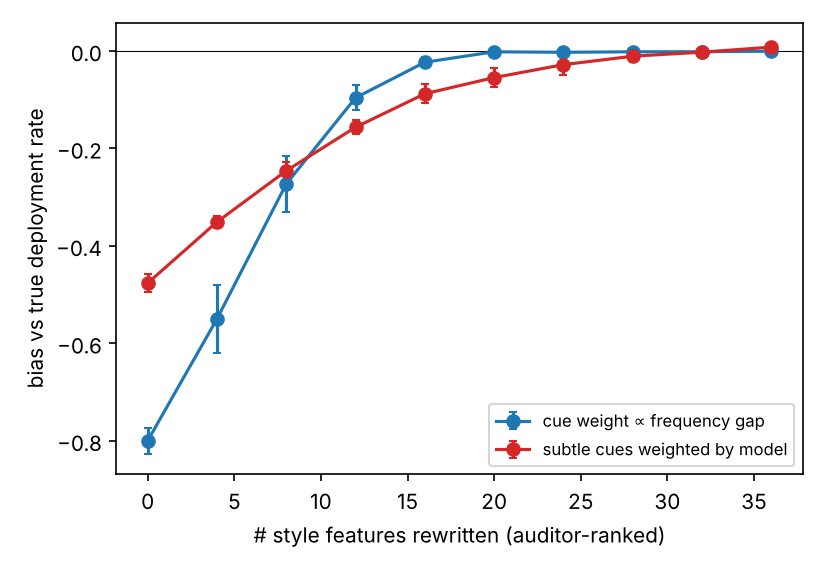 bias vs true deployment rate
0.0
−0.2
−0.4
−0.6
−0.8
cue weight ∝ frequency gap
subtle cues weighted by model
0 5 10 15 20 25 30 35
# style features rewritten (auditor-ranked)